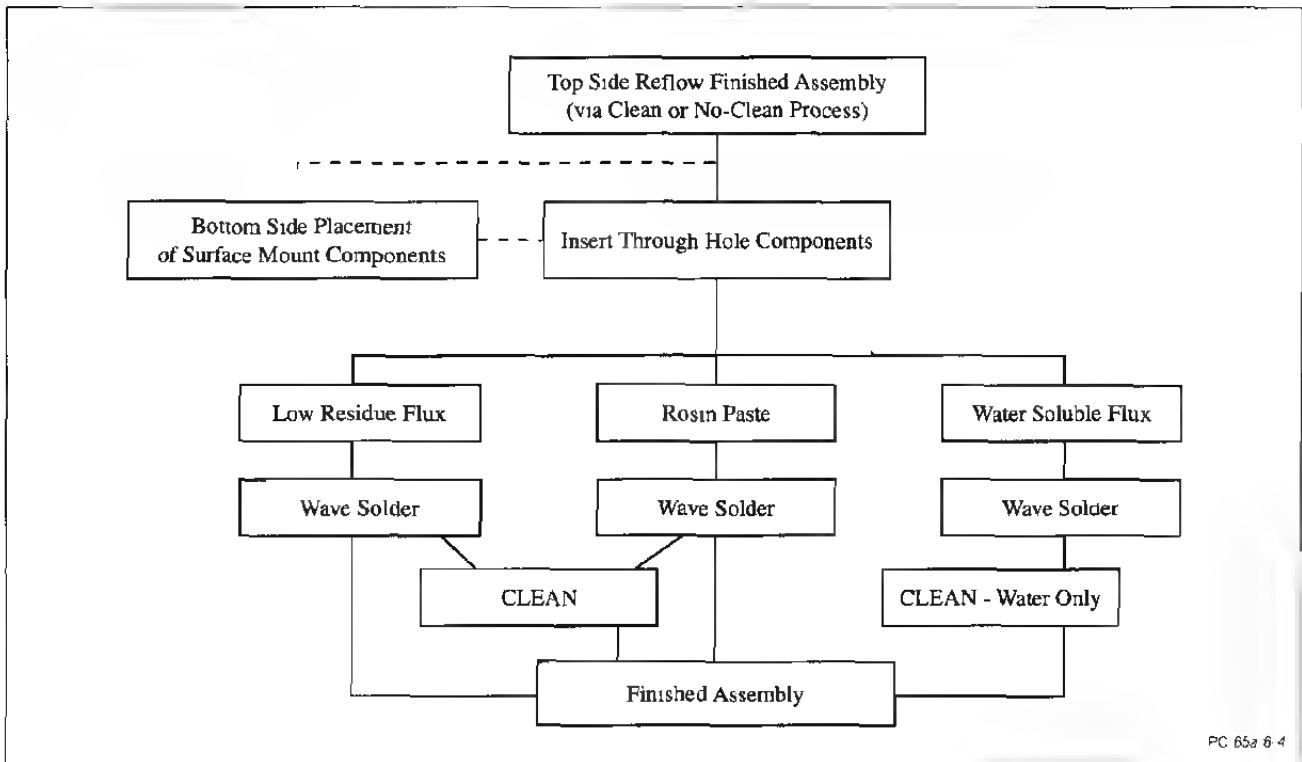 Top Side Reflow Finished Assembly
(via Clean or No-Clean Process)
Bottom Side Placement
of Surface Mount Components
Insert Through Hole Components
Low Residue Flux
Rosin Paste
Water Soluble Flux
Wave Solder
Wave Solder
Wave Solder
CLEAN
CLEAN - Water Only
Finished Assembly
PC 65a 6-4